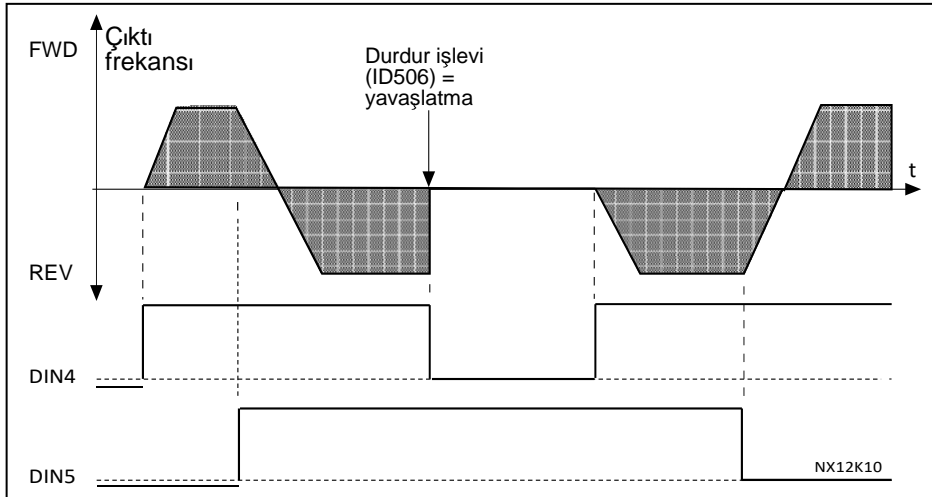 FWD
Çıktı
frekansı
Durdur işlevi
(ID506) =
yavaşlatma
t
REV
DIN4
DIN5
NX12K10